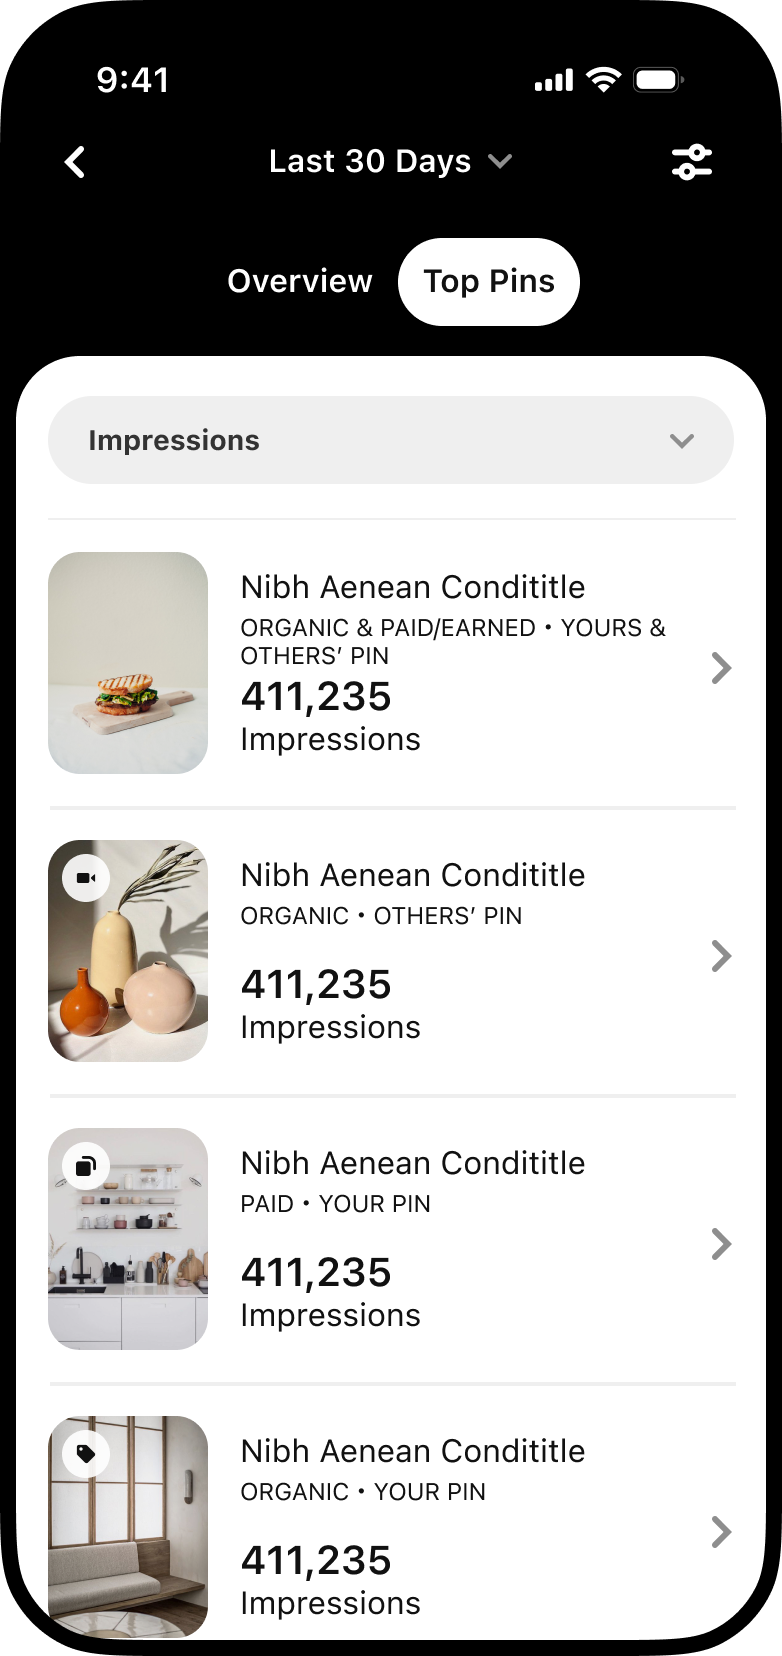 9:41
Last 30 Days
Overview
Top Pins
Impressions
Nibh Aenean Condititle
ORGANIC & PAID/EARNED • YOURS &
OTHERS’ PIN
411,235
Impressions
Nibh Aenean Condititle
ORGANIC • OTHERS’ PIN
411,235
Impressions
Nibh Aenean Condititle
PAID • YOUR PIN
411,235
Impressions
Nibh Aenean Condititle
ORGANIC • YOUR PIN
411,235
Impressions